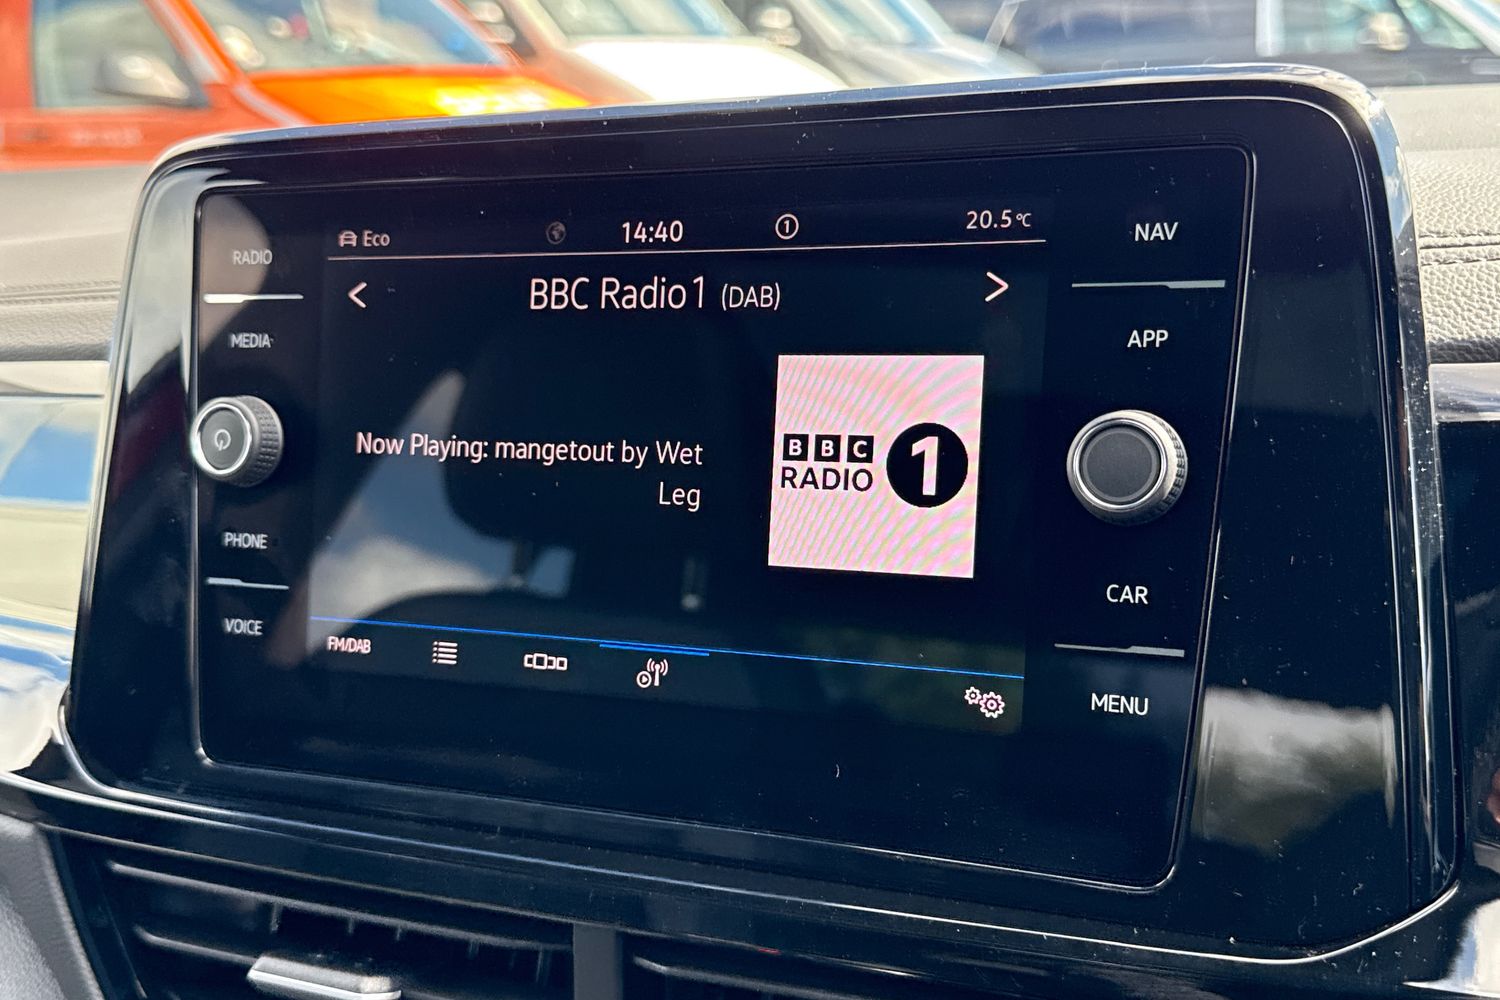 RADIO
MEDIA
PHONE
VOICE
Eco
14:40
1
20.5°C
BBC Radio 1 (DAB)
Now Playing: mangetout by Wet
Leg
BBC
RADIO
1
FM/DAB
NAV
APP
CAR
MENU